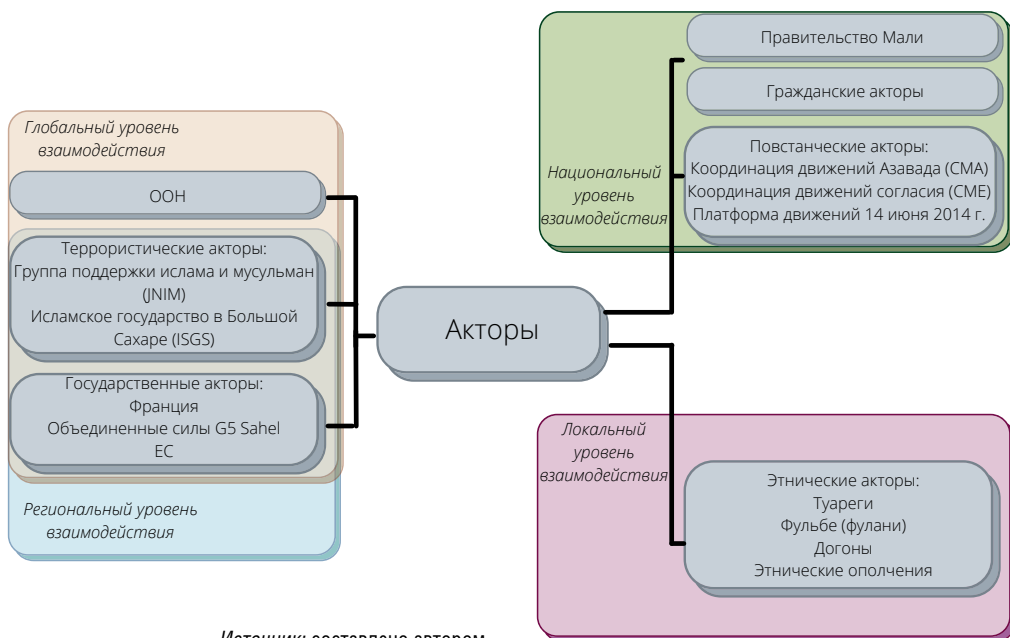 Глобальный уровень
взаимодействия
ООН
Террористические акторы:
Группа поддержки ислама и мусульман
(JNIM)
Исламское государство в Большой
Сахаре (ISGS)
Государственные акторы:
Франция
Объединенные силы G5 Sahel
ЕС
Региональный уровень
взаимодействия
Акторы
Правительство Мали
Гражданские акторы
Повстанческие акторы:
Координация движений Азавада (CMA)
Координация движений согласия (CME)
Платформа движений 14 июня 2014 г.
Национальный
уровень
взаимодействия
Локальный
уровень
взаимодействия
Этнические акторы:
Туареги
Фульбе (фулани)
Догоны
Этнические ополчения
Источник: составлено автором